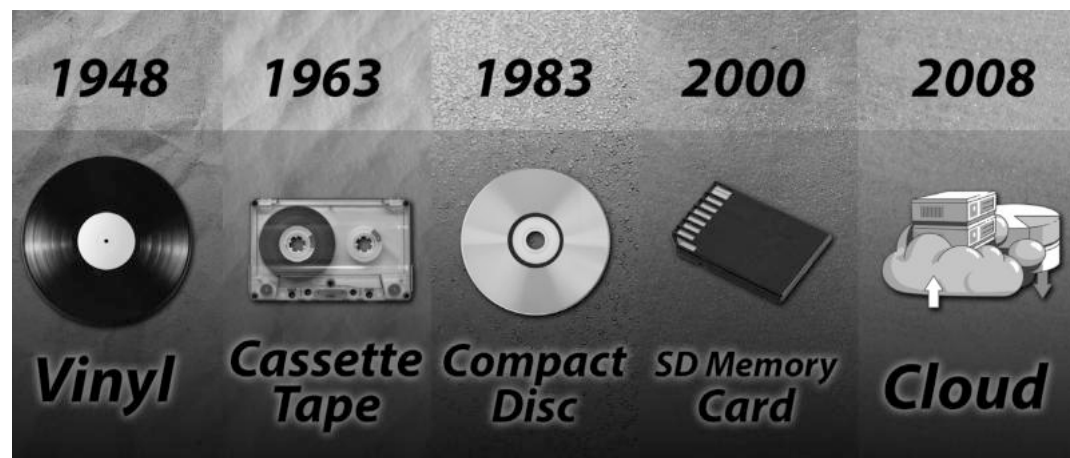 1948 1963 1983 2000 2008
Vinyl
Cassette
Tape
Compact
Disc
SD Memory
Card
Cloud